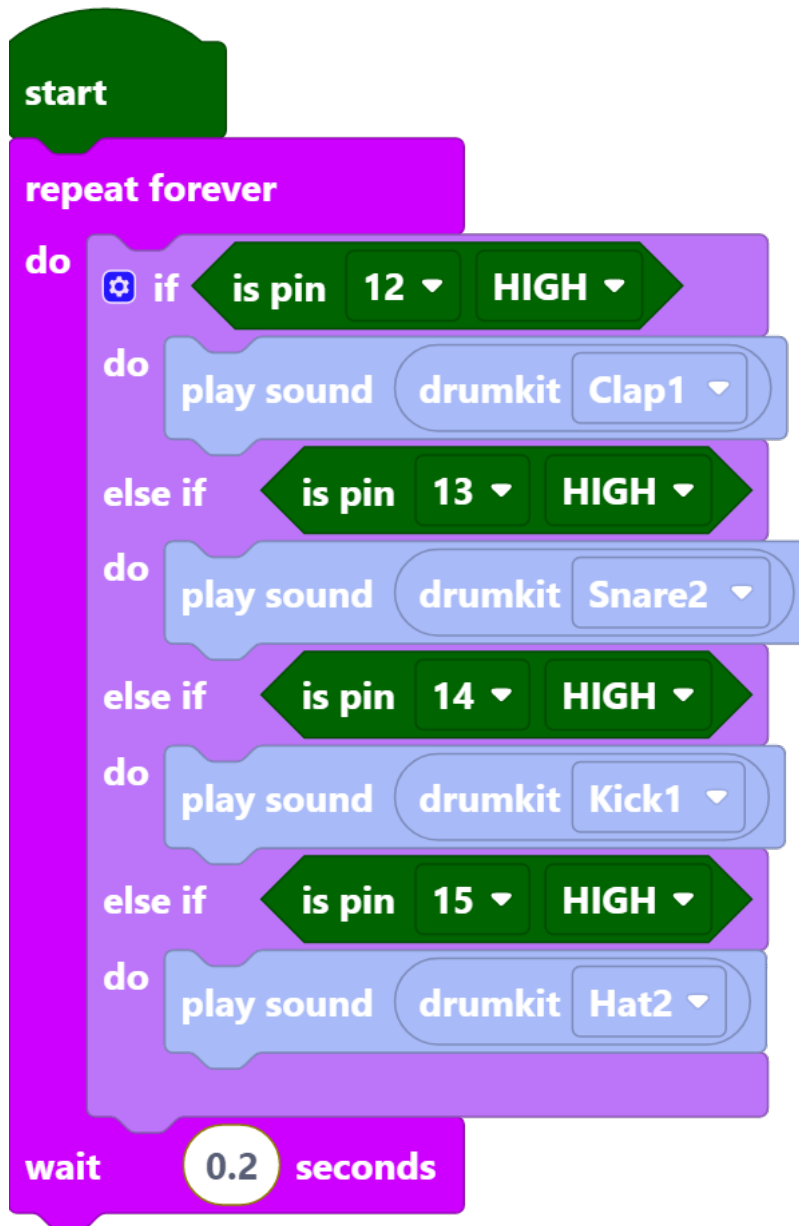 start
repeat forever
do if is pin 12 HIGH
do play sound drumkit Clap1
else if is pin 13 HIGH
do play sound drumkit Snare2
else if is pin 14 HIGH
do play sound drumkit Kick1
else if is pin 15 HIGH
do play sound drumkit Hat2
wait 0.2 seconds